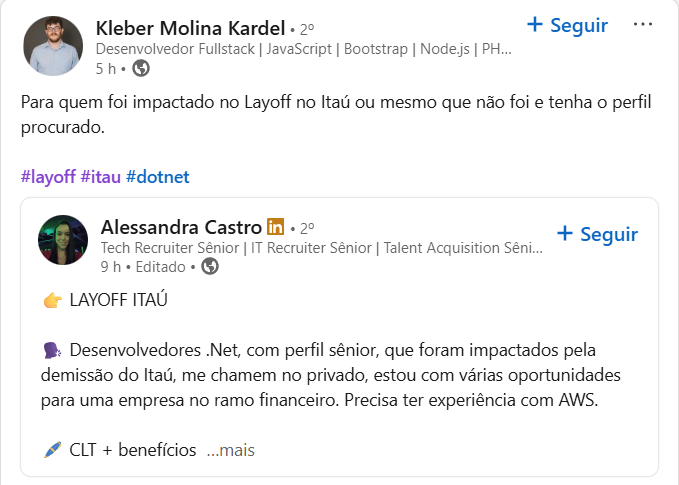 Kleber Molina Kardel • 2º
+ Seguir
Desenvolvedor Fullstack | JavaScript | Bootstrap | Node.js | PH...
5 h •
Para quem foi impactado no Layoff no Itaú ou mesmo que não foi e tenha o perfil
procurado.
#layoff #itau #dotnet
Alessandra Castro in • 2º
+ Seguir
Tech Recruiter Sênior | IT Recruiter Sênior | Talent Acquisition Sêni...
9 h • Editado •
👉 LAYOFF ITAÚ
🗣 Desenvolvedores .Net, com perfil sênior, que foram impactados pela
demissão do Itaú, me chamem no privado, estou com várias oportunidades
para uma empresa no ramo financeiro. Precisa ter experiência com AWS.
🖊 CLT + benefícios ...mais